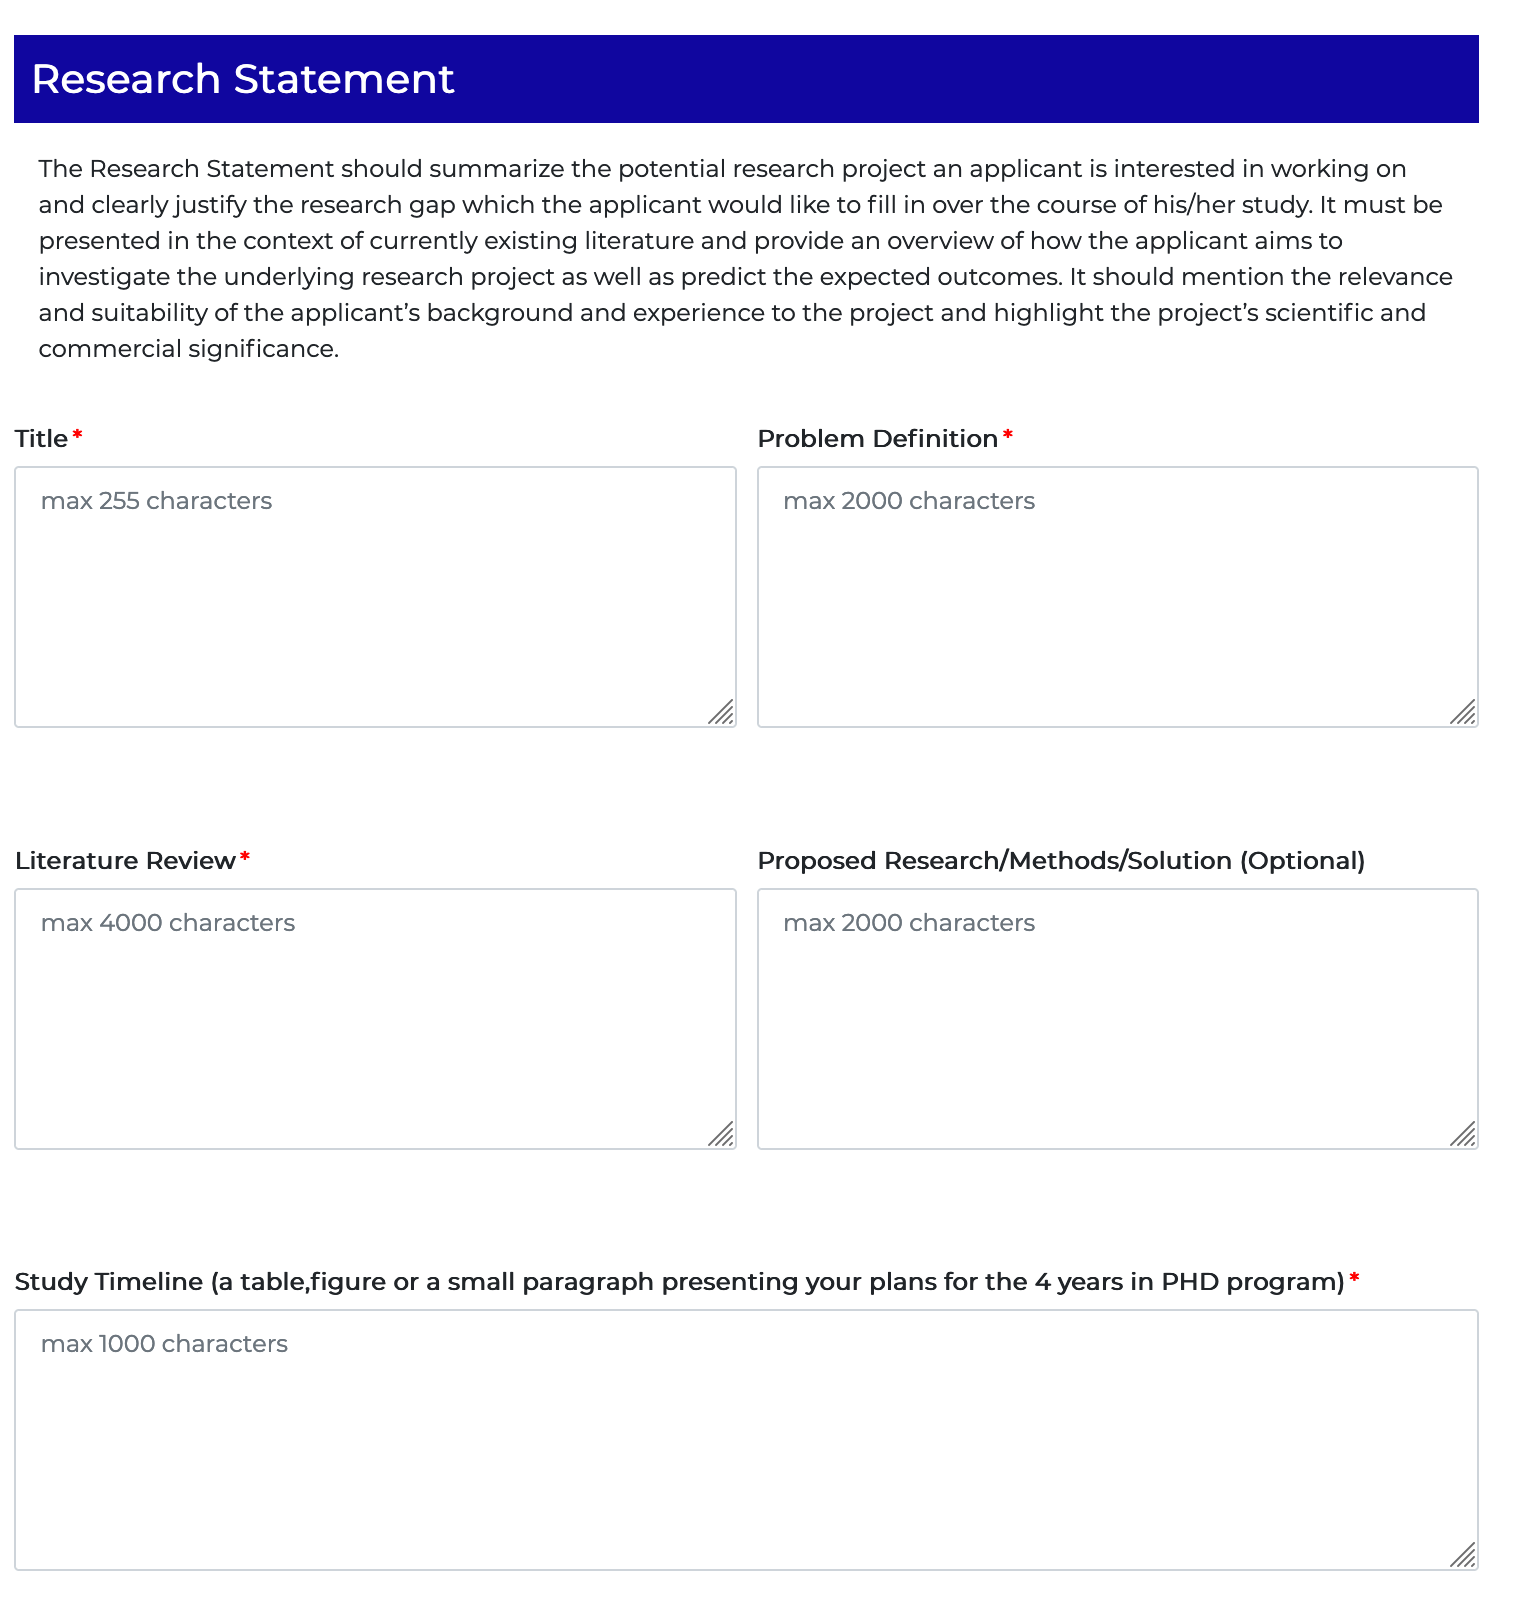 Research Statement
The Research Statement should summarize the potential research project an applicant is interested in working on
and clearly justify the research gap which the applicant would like to fill in over the course of his/her study. It must be
presented in the context of currently existing literature and provide an overview of how the applicant aims to
investigate the underlying research project as well as predict the expected outcomes. It should mention the relevance
and suitability of the applicant’s background and experience to the project and highlight the project’s scientific and
commercial significance.
Title*
Problem Definition*
max 255 characters
max 2000 characters
Literature Review*
Proposed Research/Methods/Solution (Optional)
max 4000 characters
max 2000 characters
Study Timeline (a table,figure or a small paragraph presenting your plans for the 4 years in PHD program)*
max 1000 characters